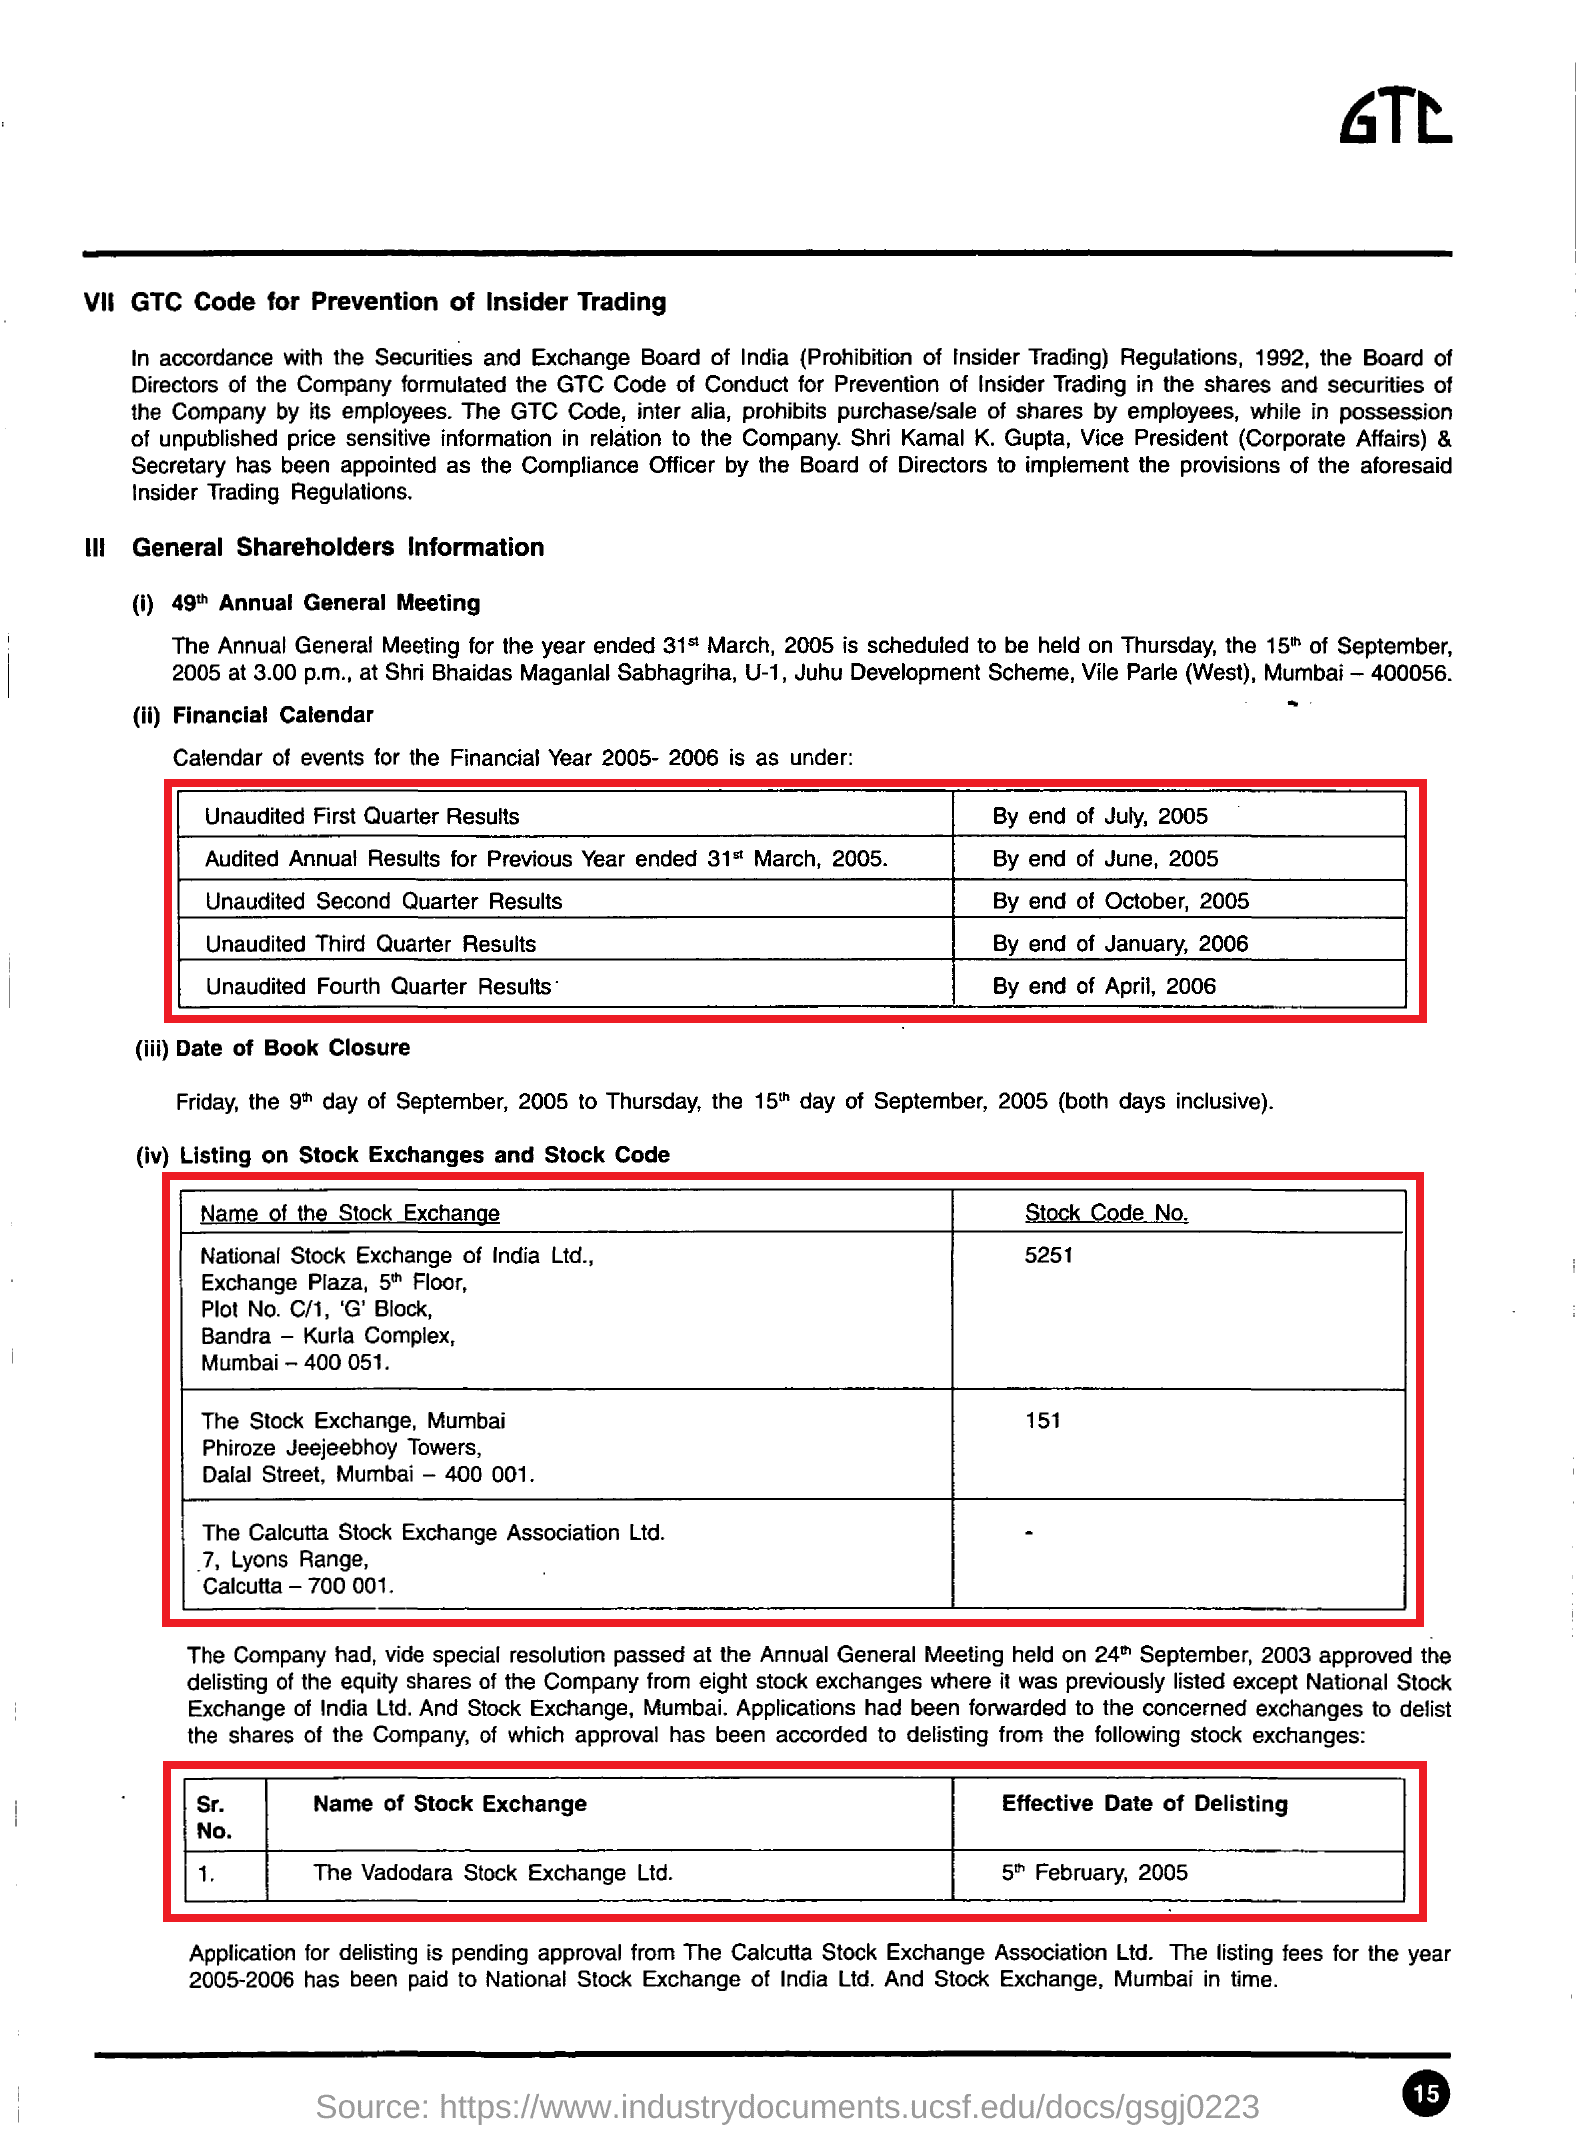 GTC
VII GTC Code for Prevention of Insider Trading
In accordance with the Securities and Exchange Board of India (Prohibition of Insider Trading) Regulations, 1992, the Board of
Directors of the Company formulated the GTC Code of Conduct for Prevention of Insider Trading in the shares and securities of
the Company by its employees. The GTC Code, inter alia, prohibits purchase/sale of shares by employees, while in possession
of unpublished price sensitive information in relation to the Company. Shri Kamal K. Gupta, Vice President (Corporate Affairs) &
Secretary has been appointed as the Compliance Officer by the Board of Directors to implement the provisions of the aforesaid
Insider Trading Regulations.
III General Shareholders Information
(i) 49th Annual General Meeting
The Annual General Meeting for the year ended 31st March, 2005 is scheduled to be held on Thursday, the 15th of September,
2005 at 3.00 p.m., at Shri Bhaidas Maganlal Sabhagriha, U-1, Juhu Development Scheme, Vile Parle (West), Mumbai – 400056.
(ii) Financial Calendar
Calendar of events for the Financial Year 2005- 2006 is as under:
Unaudited First Quarter Results By end of July, 2005
Audited Annual Results for Previous Year ended 31st March, 2005. By end of June, 2005
Unaudited Second Quarter Results By end of October, 2005
Unaudited Third Quarter Results By end of January, 2006
Unaudited Fourth Quarter Results By end of April, 2006
(iii) Date of Book Closure
Friday, the 9th day of September, 2005 to Thursday, the 15th day of September, 2005 (both days inclusive).
(iv) Listing on Stock Exchanges and Stock Code
Name of the Stock Exchange Stock Code No.
National Stock Exchange of India Ltd., 5251
Exchange Plaza, 5th Floor,
Plot No. C/1, 'G' Block,
Bandra – Kurla Complex,
Mumbai – 400 051.
The Stock Exchange, Mumbai 151
Phiroze Jeejeebhoy Towers,
Dalal Street, Mumbai – 400 001.
The Calcutta Stock Exchange Association Ltd. -
7, Lyons Range,
Calcutta – 700 001.
The Company had, vide special resolution passed at the Annual General Meeting held on 24th September, 2003 approved the
delisting of the equity shares of the Company from eight stock exchanges where it was previously listed except National Stock
Exchange of India Ltd. And Stock Exchange, Mumbai. Applications had been forwarded to the concerned exchanges to delist
the shares of the Company, of which approval has been accorded to delisting from the following stock exchanges:
Sr. Name of Stock Exchange Effective Date of Delisting
No.
1. The Vadodara Stock Exchange Ltd. 5th February, 2005
Application for delisting is pending approval from The Calcutta Stock Exchange Association Ltd. The listing fees for the year
2005-2006 has been paid to National Stock Exchange of India Ltd. And Stock Exchange, Mumbai in time.
15
Source: https://www.industrydocuments.ucsf.edu/docs/gsgj0223